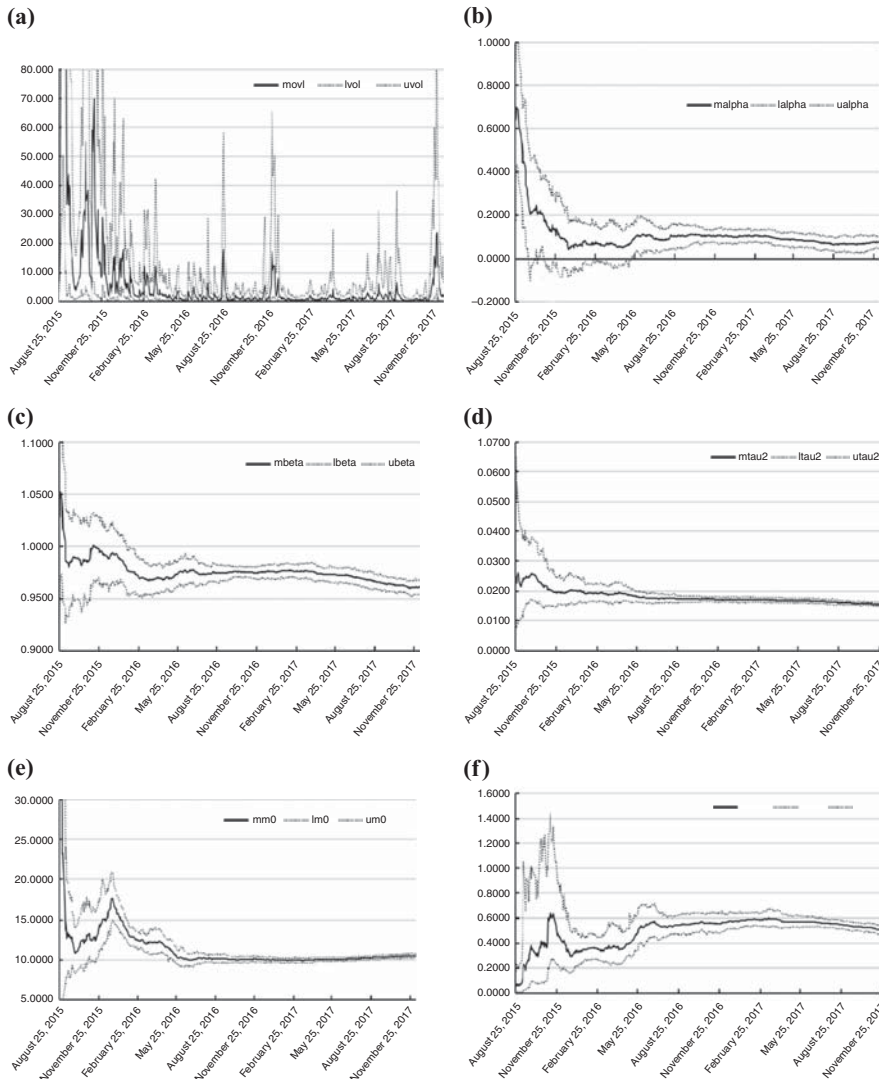 (a)
movl lvol uvol
80.000
70.000
60.000
50.000
40.000
30.000
20.000
10.000
0.000
August 25, 2015
November 25, 2015
February 25, 2016
May 25, 2016
August 25, 2016
November 25, 2016
February 25, 2017
May 25, 2017
August 25, 2017
November 25, 2017
(b)
malpha lalpha ualpha
1.0000
0.8000
0.6000
0.4000
0.2000
0.0000
−0.2000
August 25, 2015
November 25, 2015
February 25, 2016
May 25, 2016
August 25, 2016
November 25, 2016
February 25, 2017
May 25, 2017
August 25, 2017
November 25, 2017
(c)
mbeta lbeta ubeta
1.1000
1.0500
1.0000
0.9500
0.9000
August 25, 2015
November 25, 2015
February 25, 2016
May 25, 2016
August 25, 2016
November 25, 2016
February 25, 2017
May 25, 2017
August 25, 2017
November 25, 2017
(d)
mtau2 ltau2 utau2
1.0700
0.0600
0.0500
0.0400
0.0300
0.0200
0.0100
0.0000
August 25, 2015
November 25, 2015
February 25, 2016
May 25, 2016
August 25, 2016
November 25, 2016
February 25, 2017
May 25, 2017
August 25, 2017
November 25, 2017
(e)
mm0 lm0 um0
30.0000
25.0000
20.0000
15.0000
10.0000
5.0000
August 25, 2015
November 25, 2015
February 25, 2016
May 25, 2016
August 25, 2016
November 25, 2016
February 25, 2017
May 25, 2017
August 25, 2017
November 25, 2017
(f)
1.6000
1.4000
1.2000
1.0000
0.8000
0.6000
0.4000
0.2000
0.0000
August 25, 2015
November 25, 2015
February 25, 2016
May 25, 2016
August 25, 2016
November 25, 2016
February 25, 2017
May 25, 2017
August 25, 2017
November 25, 2017